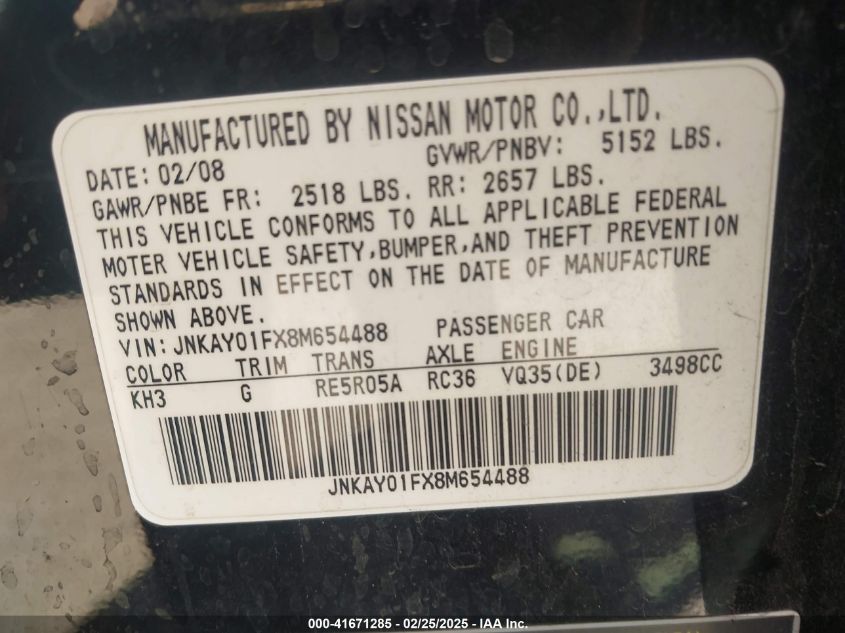 MANUFACTURED BY NISSAN MOTOR CO.,LTD.
DATE: 02/08 GVWR/PNBV: 5152 LBS.
GAWR/PNBE FR: 2518 LBS. RR: 2657 LBS.
THIS VEHICLE CONFORMS TO ALL APPLICABLE FEDERAL
MOTER VEHICLE SAFETY,BUMPER,AND THEFT PREVENTION
STANDARDS IN EFFECT ON THE DATE OF MANUFACTURE
SHOWN ABOVE.
VIN: JNKAY01FX8M654488 PASSENGER CAR
COLOR TRIM TRANS AXLE ENGINE
KH3 G RE5R05A RC36 VQ35(DE) 3498CC
JNKAY01FX8M654488
000-41671285 - 02/25/2025 - IAA Inc.